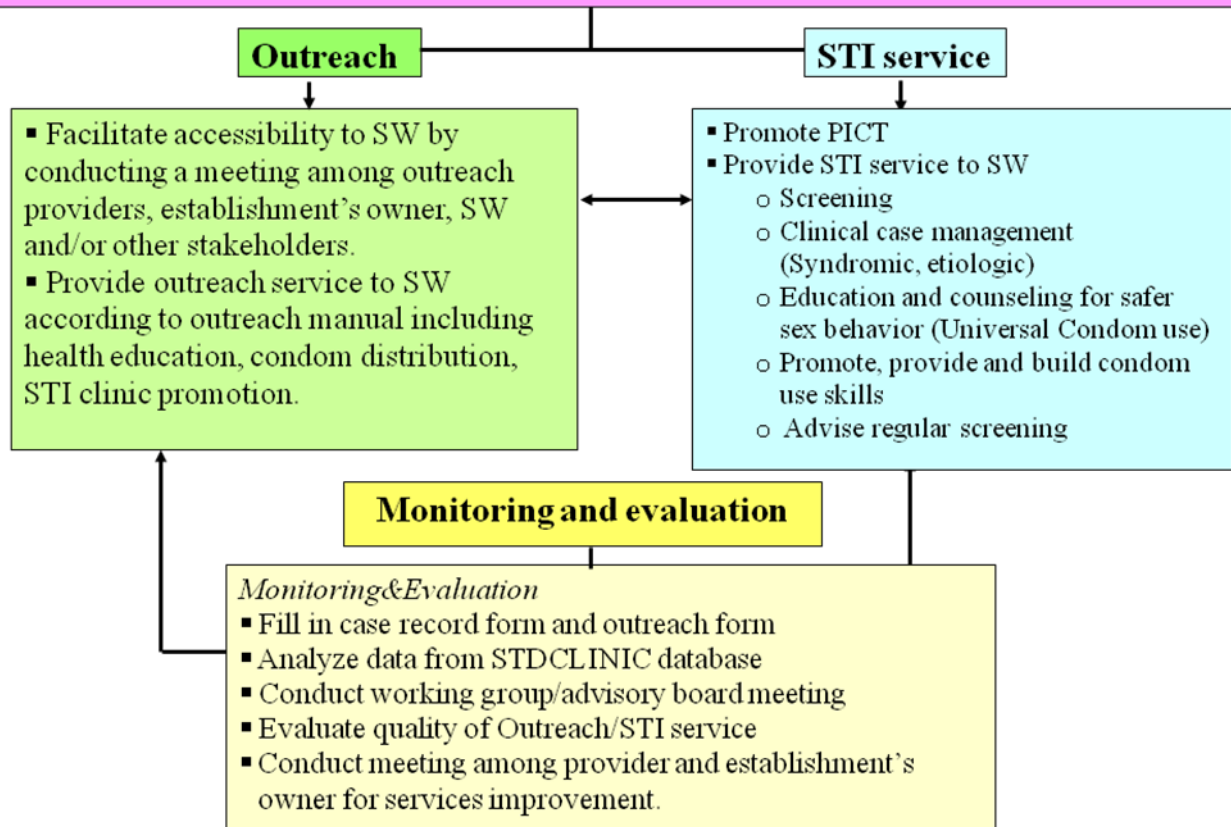 Outreach
STI service
▪ Facilitate accessibility to SW by
conducting a meeting among outreach
providers, establishment’s owner, SW
and/or other stakeholders.
▪ Provide outreach service to SW
according to outreach manual including
health education, condom distribution,
STI clinic promotion.
▪ Promote PICT
▪ Provide STI service to SW
o Screening
o Clinical case management
(Syndromic, etiologic)
o Education and counseling for safer
sex behavior (Universal Condom use)
o Promote, provide and build condom
use skills
o Advise regular screening
Monitoring and evaluation
Monitoring&Evaluation
▪ Fill in case record form and outreach form
▪ Analyze data from STDCLINIC database
▪ Conduct working group/advisory board meeting
▪ Evaluate quality of Outreach/STI service
▪ Conduct meeting among provider and establishment’s
owner for services improvement.